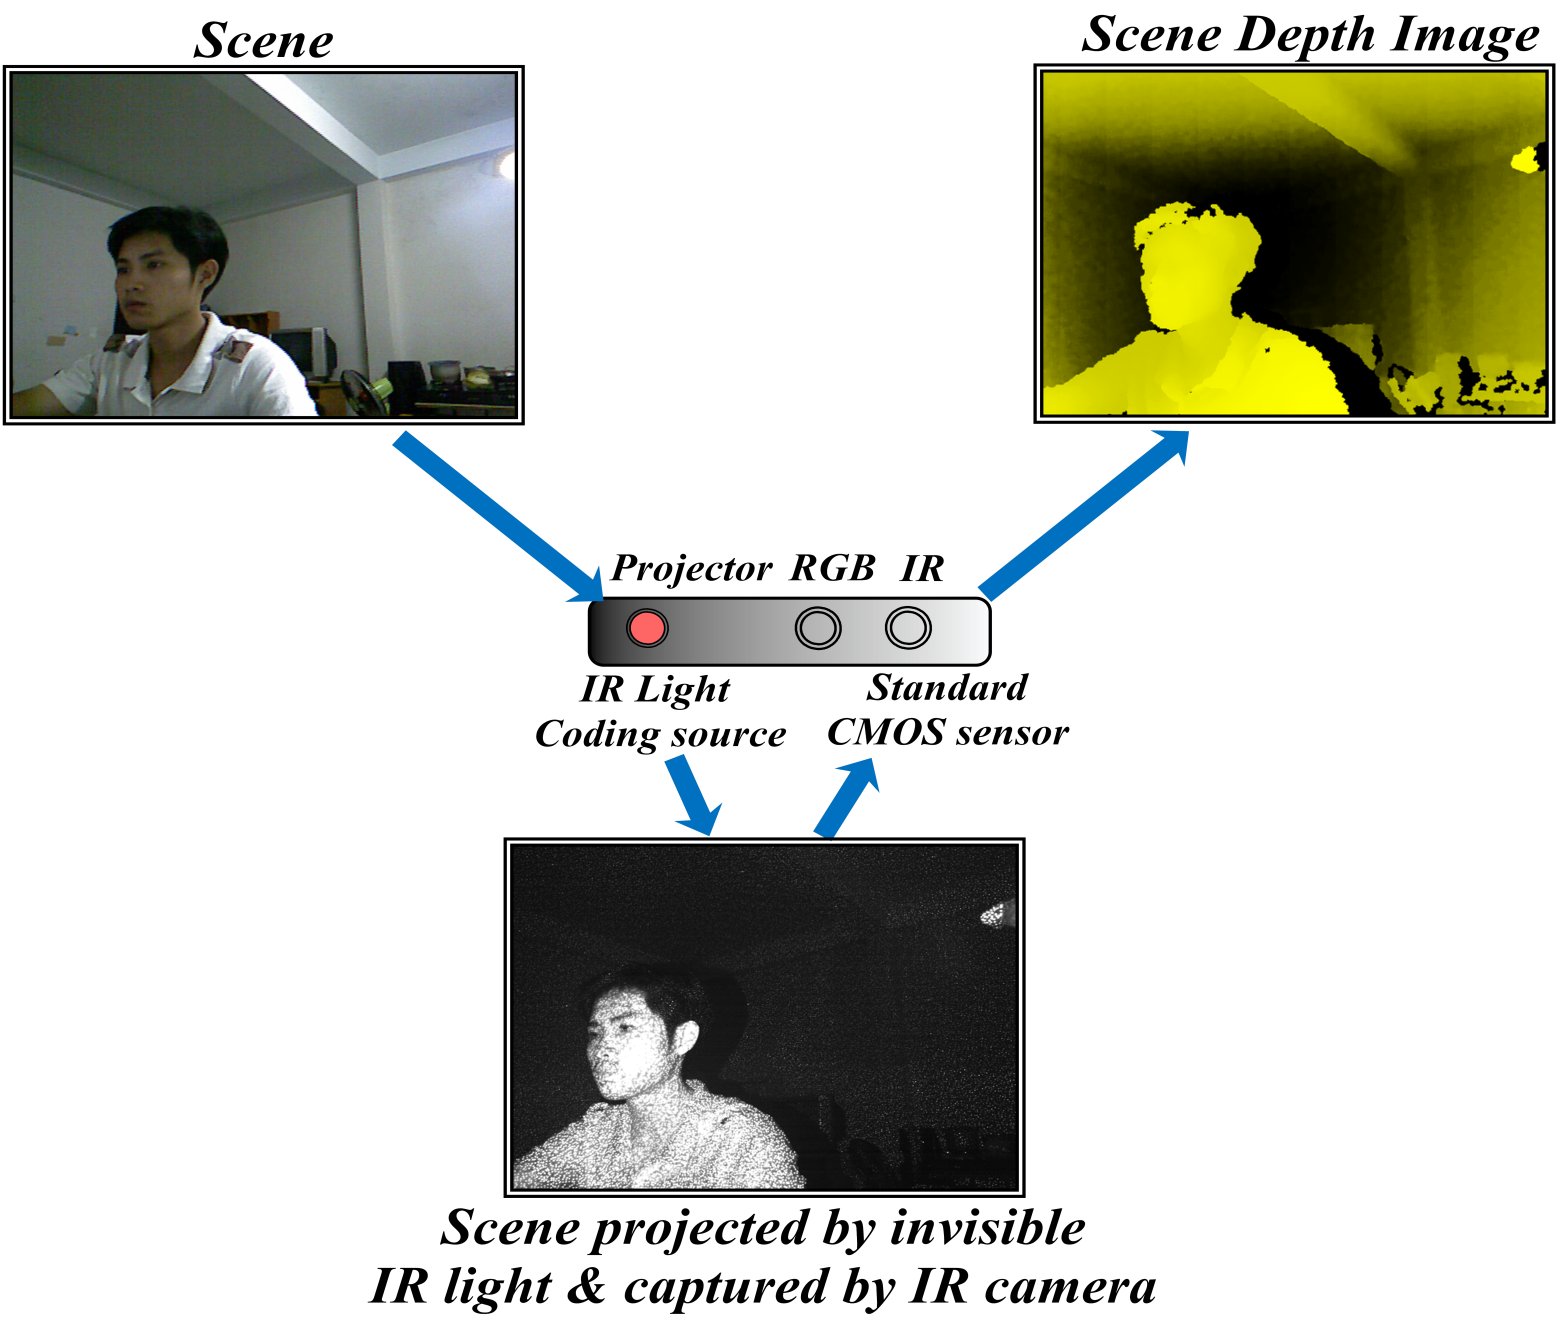 Scene
Scene Depth Image
Projector RGB IR
IR Light
Coding source
Standard
CMOS sensor
Scene projected by invisible
IR light & captured by IR camera